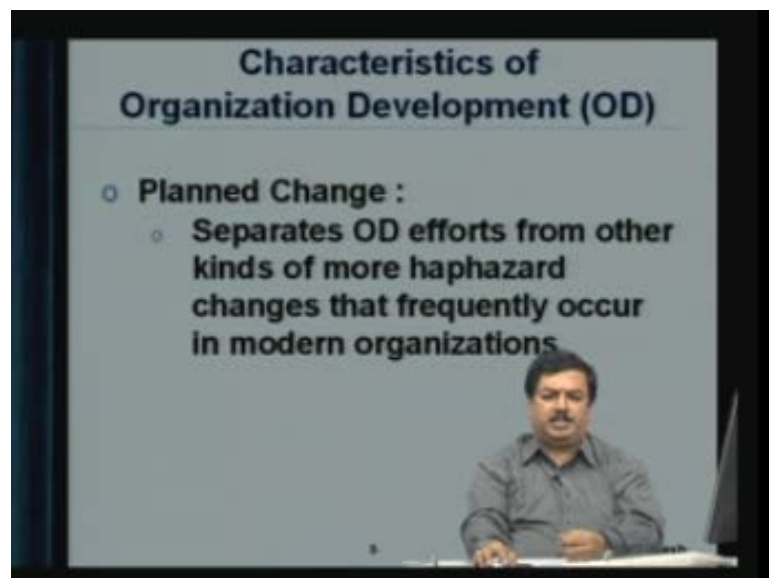 Characteristics of
Organization Development (OD)
o Planned Change :
o Separates OD efforts from other
kinds of more haphazard
changes that frequently occur
in modern organizations